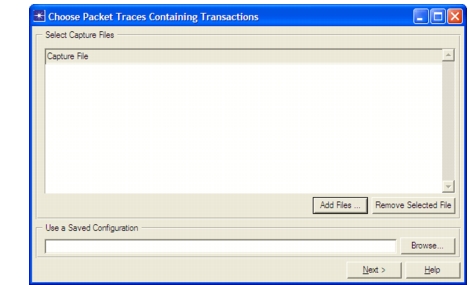 Choose Packet Traces Containing Transactions
Select Capture Files
Capture File
Add Files ...
Remove Selected File
Use a Saved Configuration
Browse...
Next >
Help